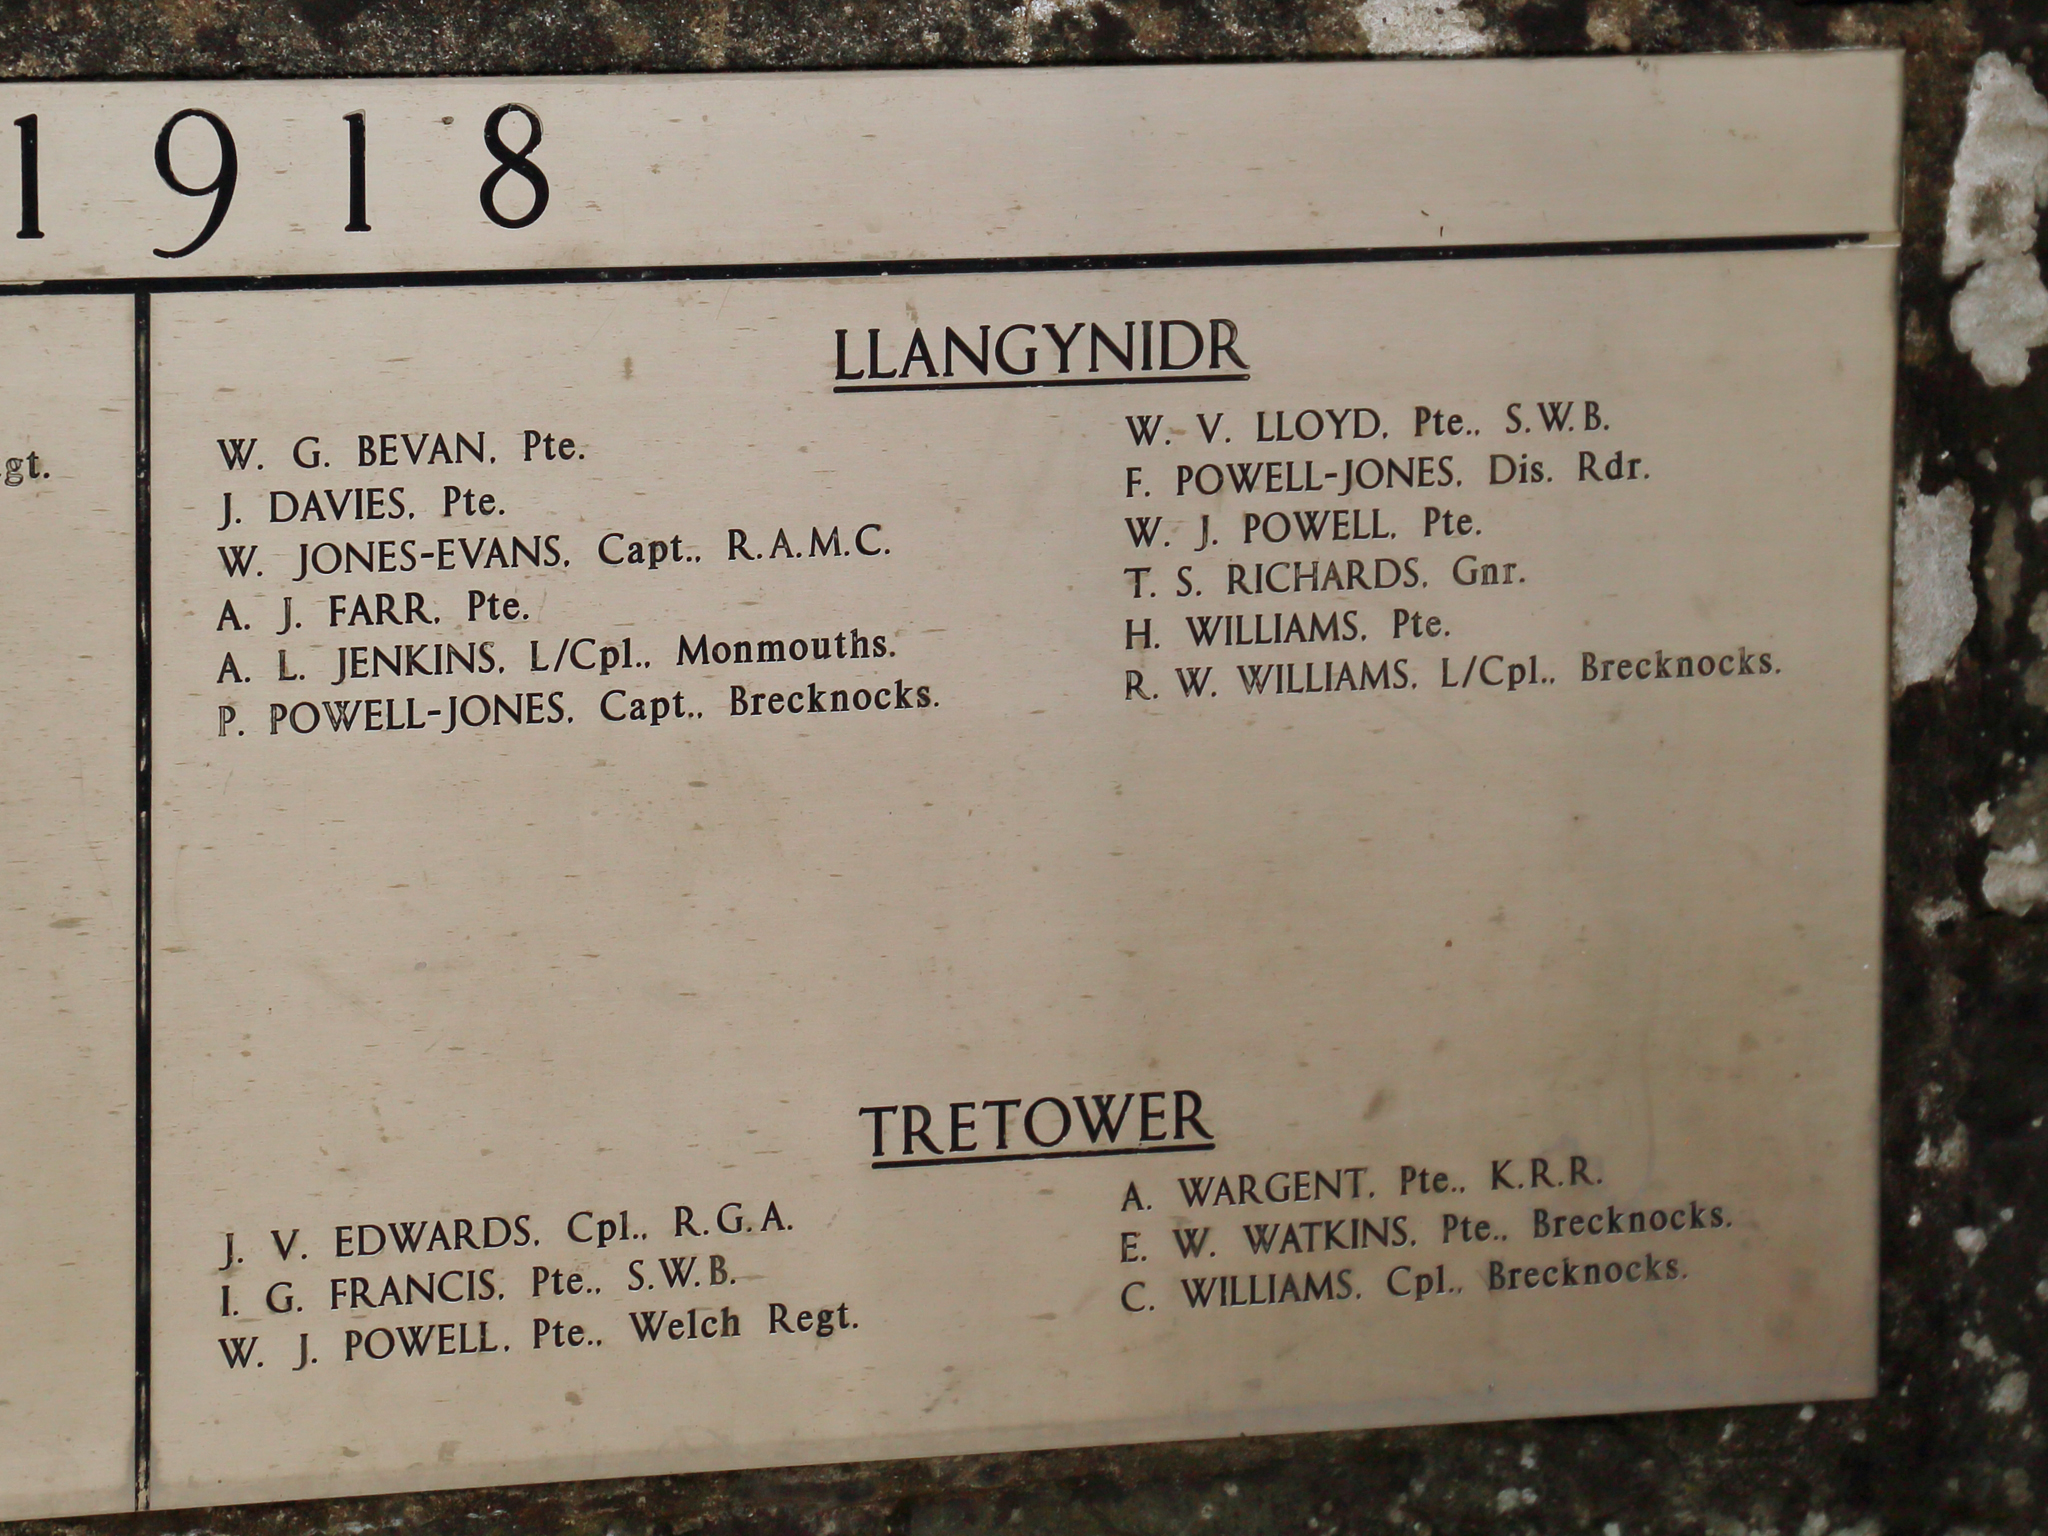 1918
gt.
LLANGYNIDR
W. G. BEVAN, Pte.
J. DAVIES, Pte.
W. JONES-EVANS, Capt., R.A.M.C.
A. J. FARR, Pte.
A. L. JENKINS, L/Cpl., Monmouths.
P. POWELL-JONES, Capt., Brecknocks.
W. V. LLOYD, Pte., S.W.B.
F. POWELL-JONES, Dis. Rdr.
W. J. POWELL, Pte.
T. S. RICHARDS, Gnr.
H. WILLIAMS, Pte.
R. W. WILLIAMS, L/Cpl., Brecknocks.
TRETOWER
J. V. EDWARDS, Cpl., R.G.A.
I. G. FRANCIS, Pte., S.W.B.
W. J. POWELL, Pte., Welch Regt.
A. WARGENT, Pte., K.R.R.
E. W. WATKINS, Pte., Brecknocks.
C. WILLIAMS, Cpl., Brecknocks.